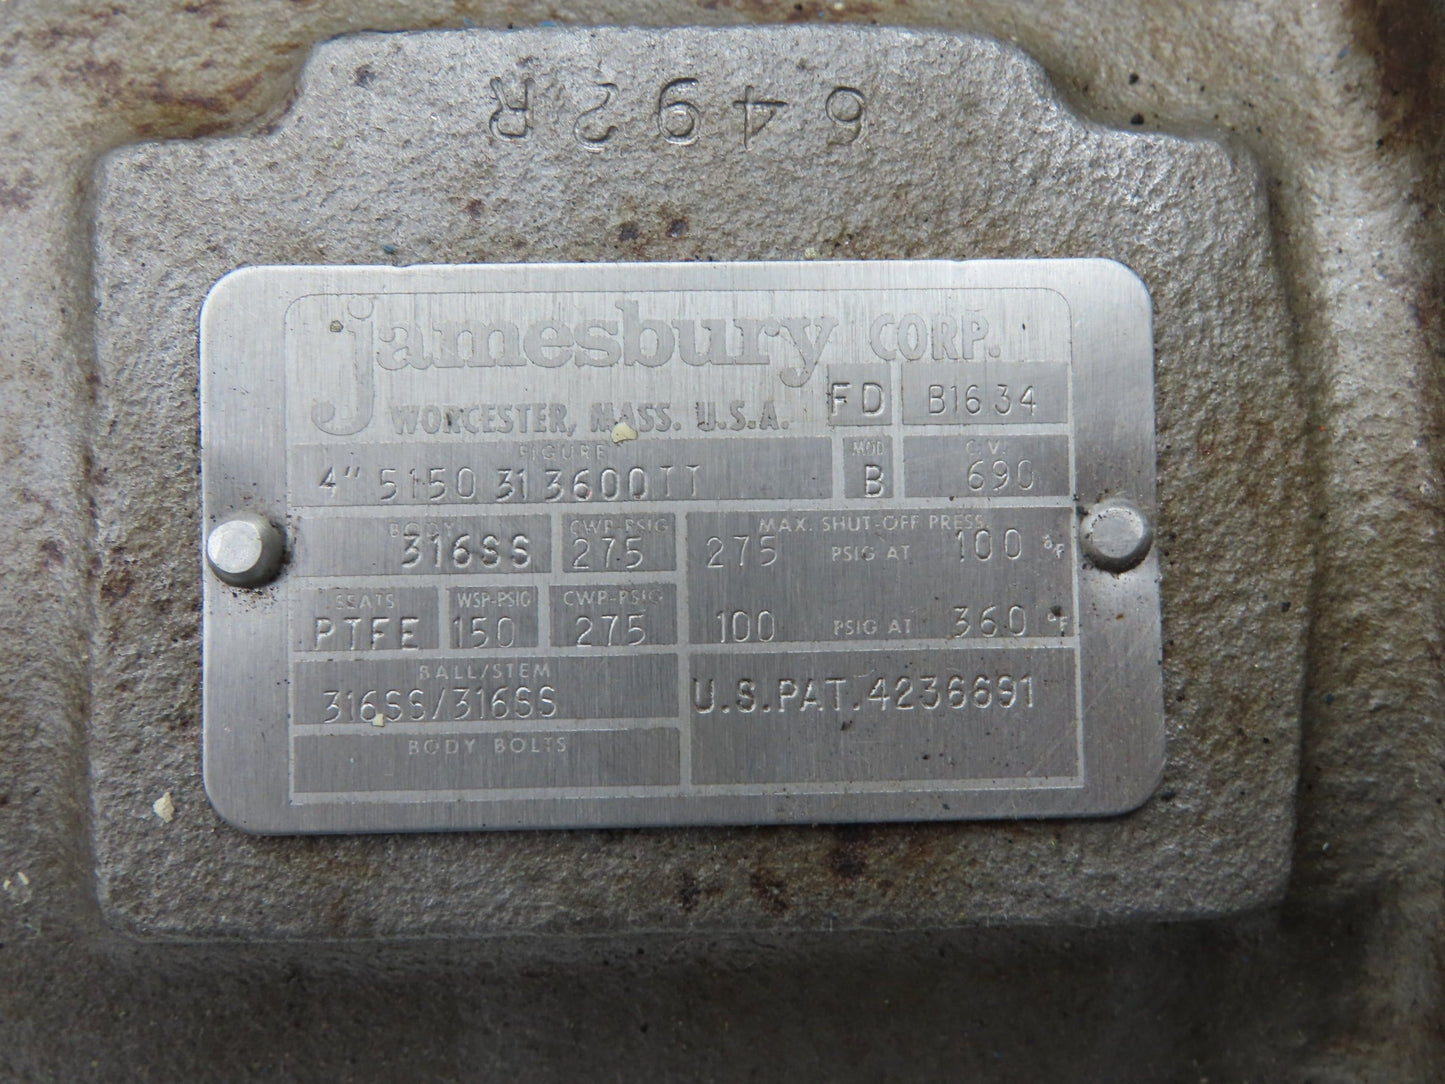 6492R
jamesbury CORP.
WORCESTER, MASS. U.S.A. FD B16 34
FIGURE MOD C.V.
4" 5150 31 3600TT B 690
BODY CWP-PSIG MAX. SHUT-OFF PRESS.
316SS 275 275 PSIG AT 100 °F
SEATS WSP-PSIG CWP-PSIG
PTFE 150 275 100 PSIG AT 360 °F
BALL/STEM
316SS/316SS U.S.PAT.4236691
BODY BOLTS